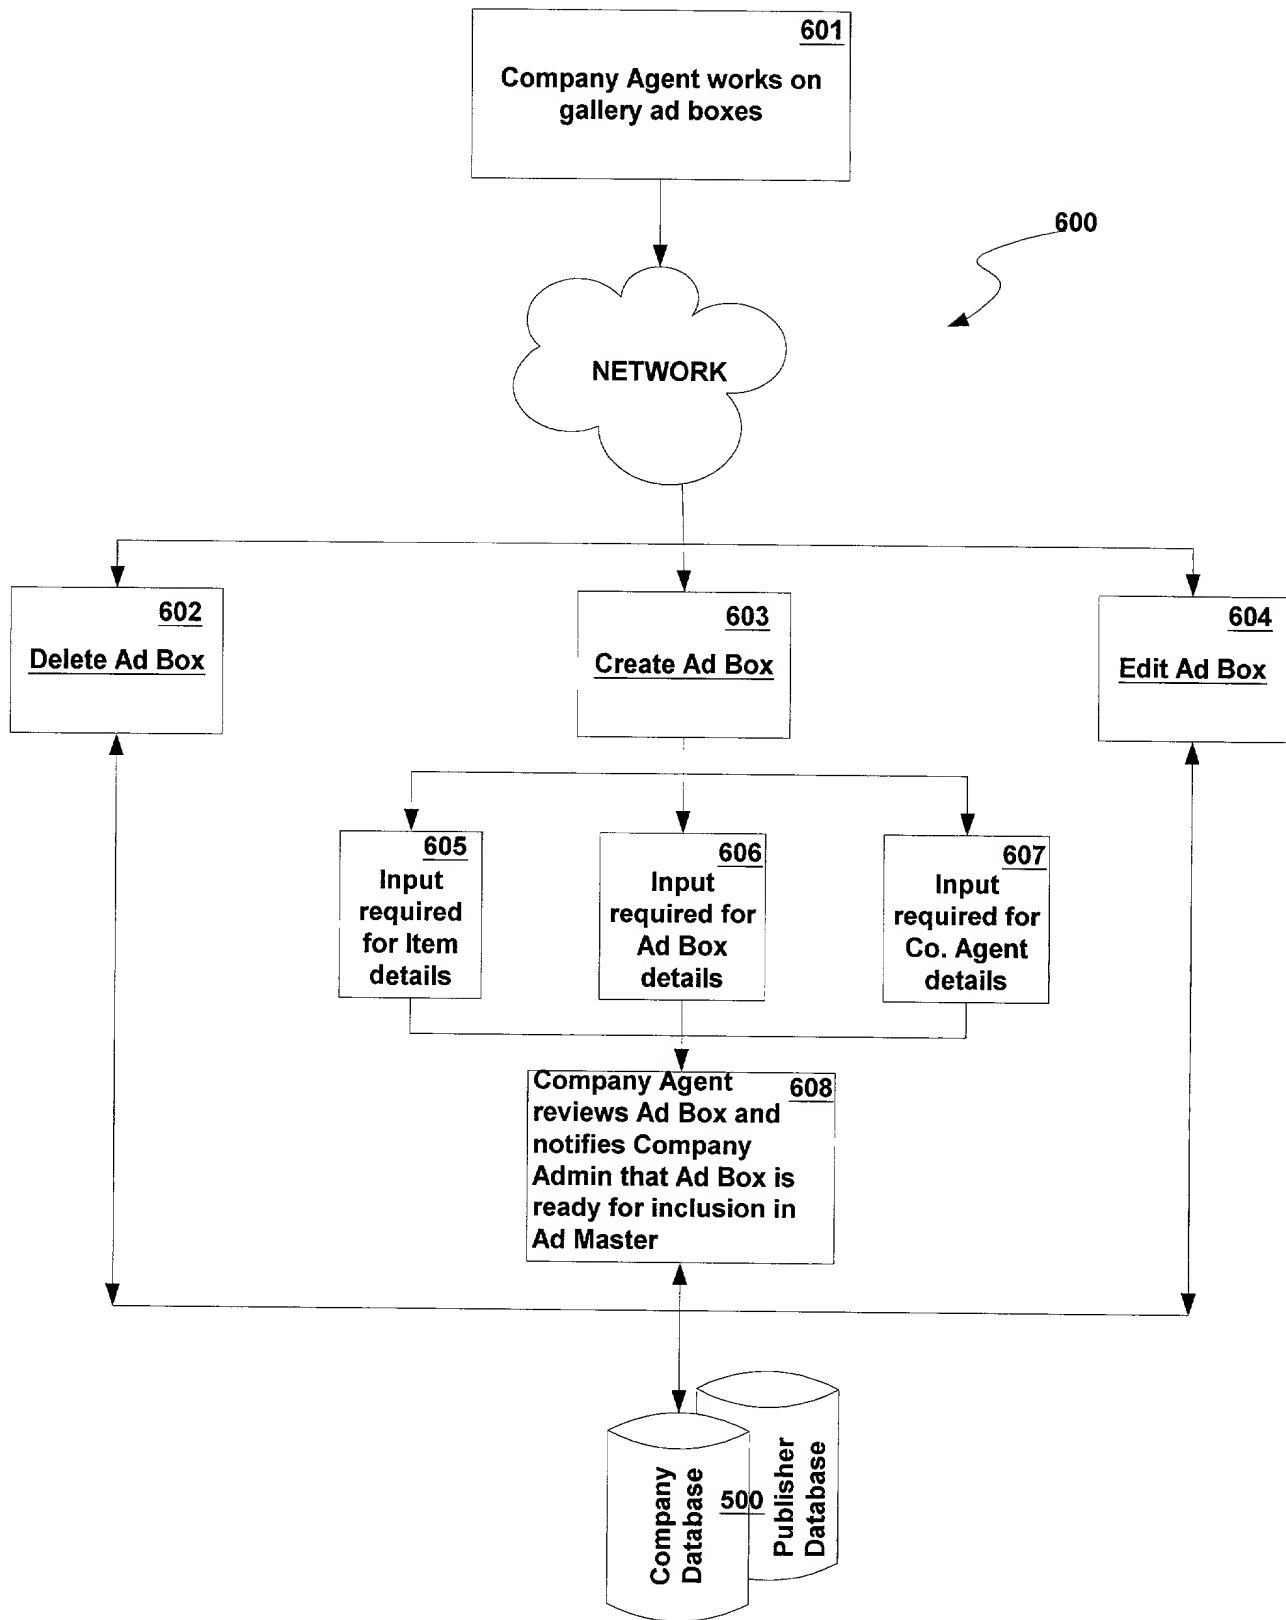 601
Company Agent works on
gallery ad boxes
600
NETWORK
602
Delete Ad Box
603
Create Ad Box
604
Edit Ad Box
605
Input
required
for Item
details
606
Input
required for
Ad Box
details
607
Input
required for
Co. Agent
details
608
Company Agent
reviews Ad Box and
notifies Company
Admin that Ad Box is
ready for inclusion in
Ad Master
Company
Database
500
Publisher
Database